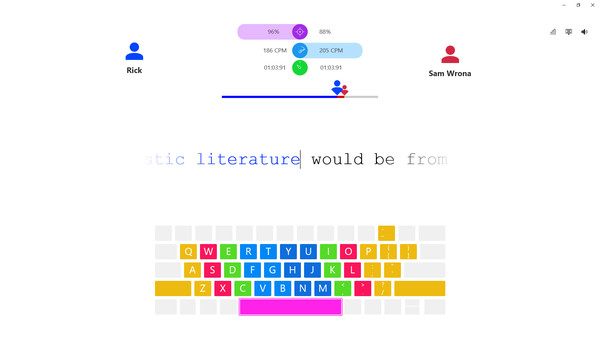 96% 88%
Rick
186 CPM 205 CPM
Sam Wrona
01:03:91 01:03:91
stic literature would be from
Q W E R T Y U I O P
A S D F G H J K L
Z X C V B N M